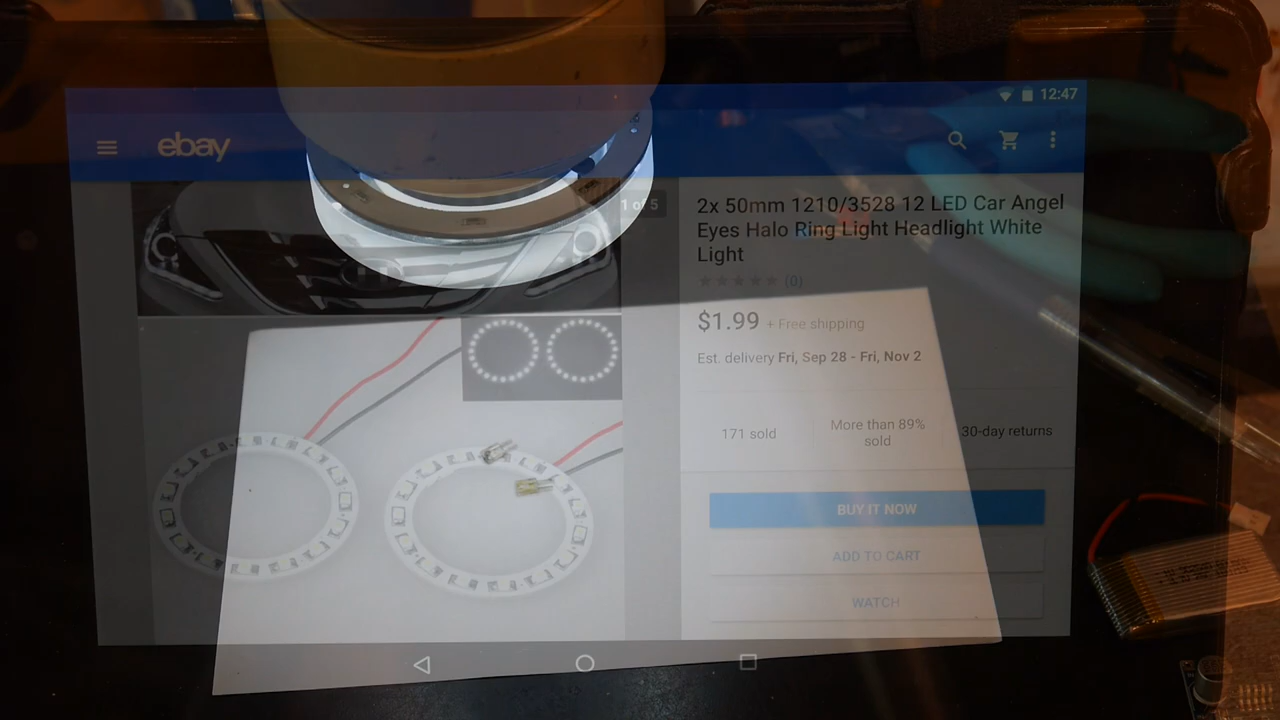 12:47
ebay
1 of 5
2x 50mm 1210/3528 12 LED Car Angel
Eyes Halo Ring Light Headlight White
Light
(0)
$1.99 + Free shipping
Est. delivery Fri, Sep 28 - Fri, Nov 2
171 sold
More than 89%
sold
30-day returns
BUY IT NOW
ADD TO CART
WATCH